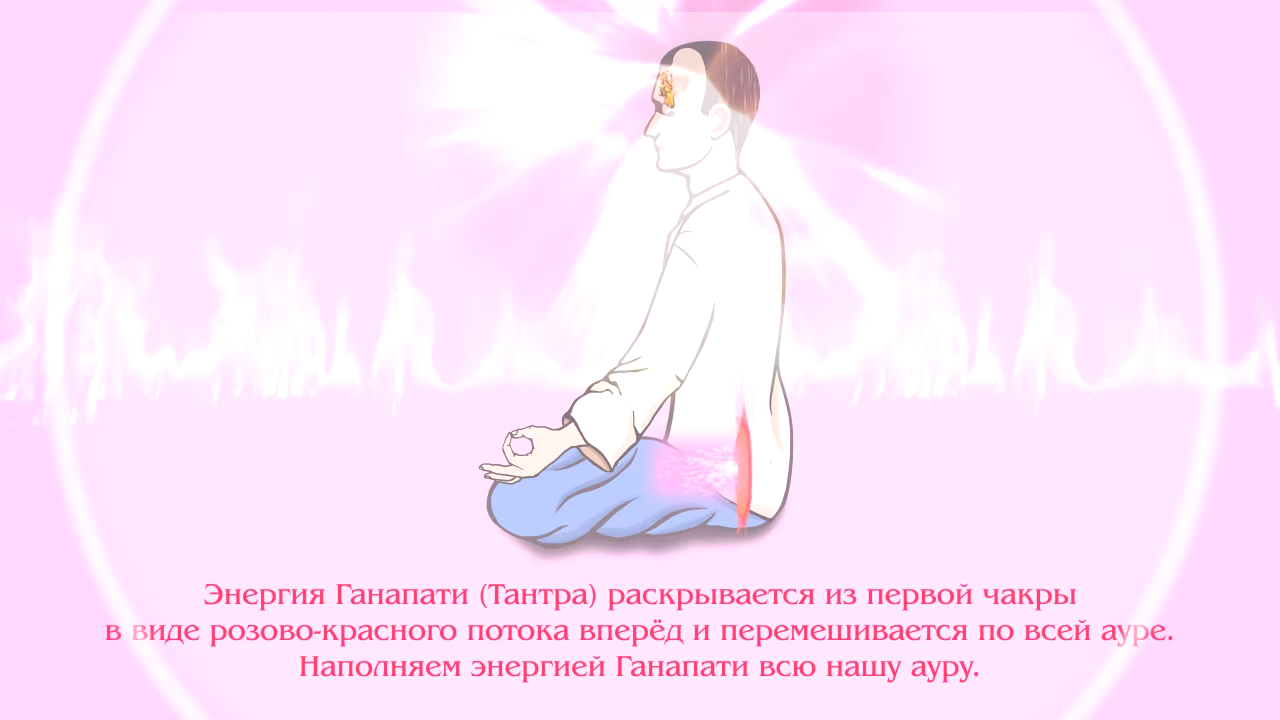 Энергия Ганапати (Тантра) раскрывается из первой чакры
в виде розово-красного потока вперёд и перемешивается по всей ауре.
Наполняем энергией Ганапати всю нашу ауру.